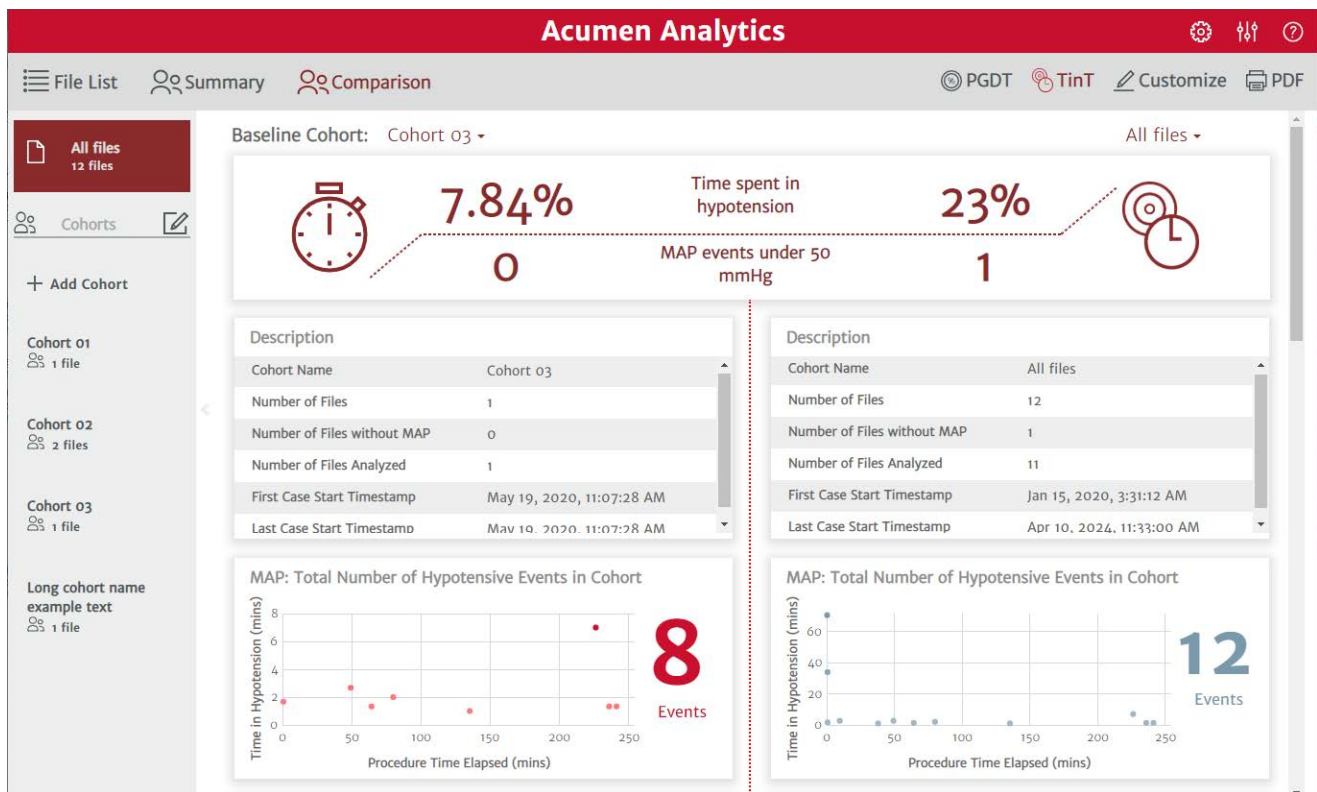 Acumen Analytics
File List
Summary
Comparison
PGDT
TinT
Customize
PDF
All files
12 files
Cohorts
+ Add Cohort
Cohort 01
1 file
Cohort 02
2 files
Cohort 03
1 file
Long cohort name
example text
1 file
Baseline Cohort: Cohort 03
All files
7.84%
Time spent in
hypotension
23%
0
MAP events under 50
mmHg
1
Description
Cohort Name Cohort 03
Number of Files 1
Number of Files without MAP 0
Number of Files Analyzed 1
First Case Start Timestamp May 19, 2020, 11:07:28 AM
Last Case Start Timestamp May 19, 2020, 11:07:28 AM
Description
Cohort Name All files
Number of Files 12
Number of Files without MAP 1
Number of Files Analyzed 11
First Case Start Timestamp Jan 15, 2020, 3:31:12 AM
Last Case Start Timestamp Apr 10, 2024, 11:33:00 AM
MAP: Total Number of Hypotensive Events in Cohort
Time in Hypotension (mins)
8
6
4
2
0
0 50 100 150 200 250
Procedure Time Elapsed (mins)
8
Events
MAP: Total Number of Hypotensive Events in Cohort
Time in Hypotension (mins)
60
40
20
0
0 50 100 150 200 250
Procedure Time Elapsed (mins)
12
Events